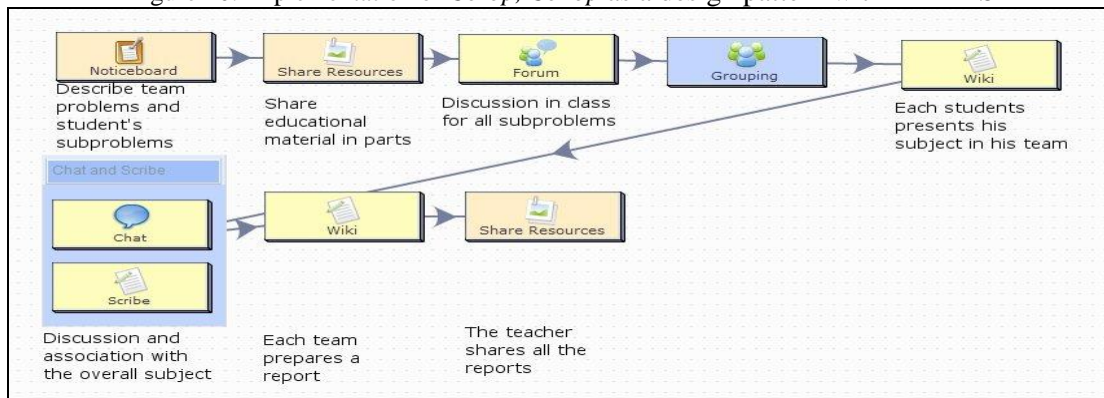 Noticeboard
Describe team
problems and
student's
subproblems
Share Resources
Share
educational
material in parts
Forum
Discussion in class
for all subproblems
Grouping
Wiki
Each students
presents his
subject in his team
Chat and Scribe
Chat
Scribe
Discussion and
association with
the overall subject
Wiki
Each team
prepares a
report
Share Resources
The teacher
shares all the
reports